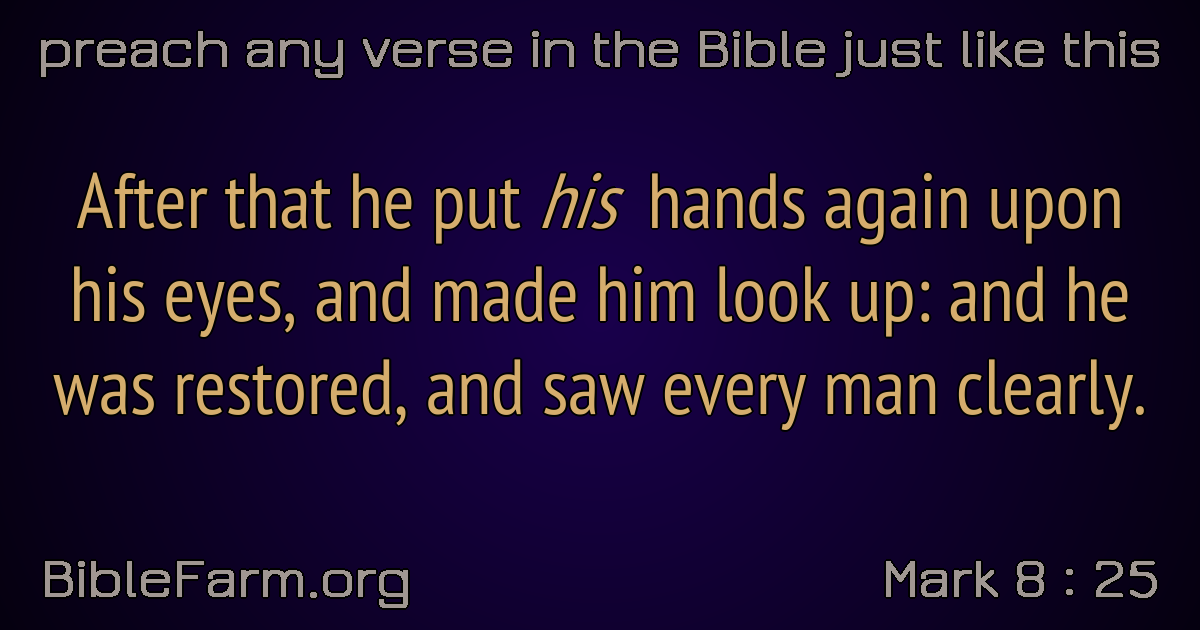 preach any verse in the Bible just like this
After that he put his hands again upon
his eyes, and made him look up: and he
was restored, and saw every man clearly.
BibleFarm.org
Mark 8 : 25